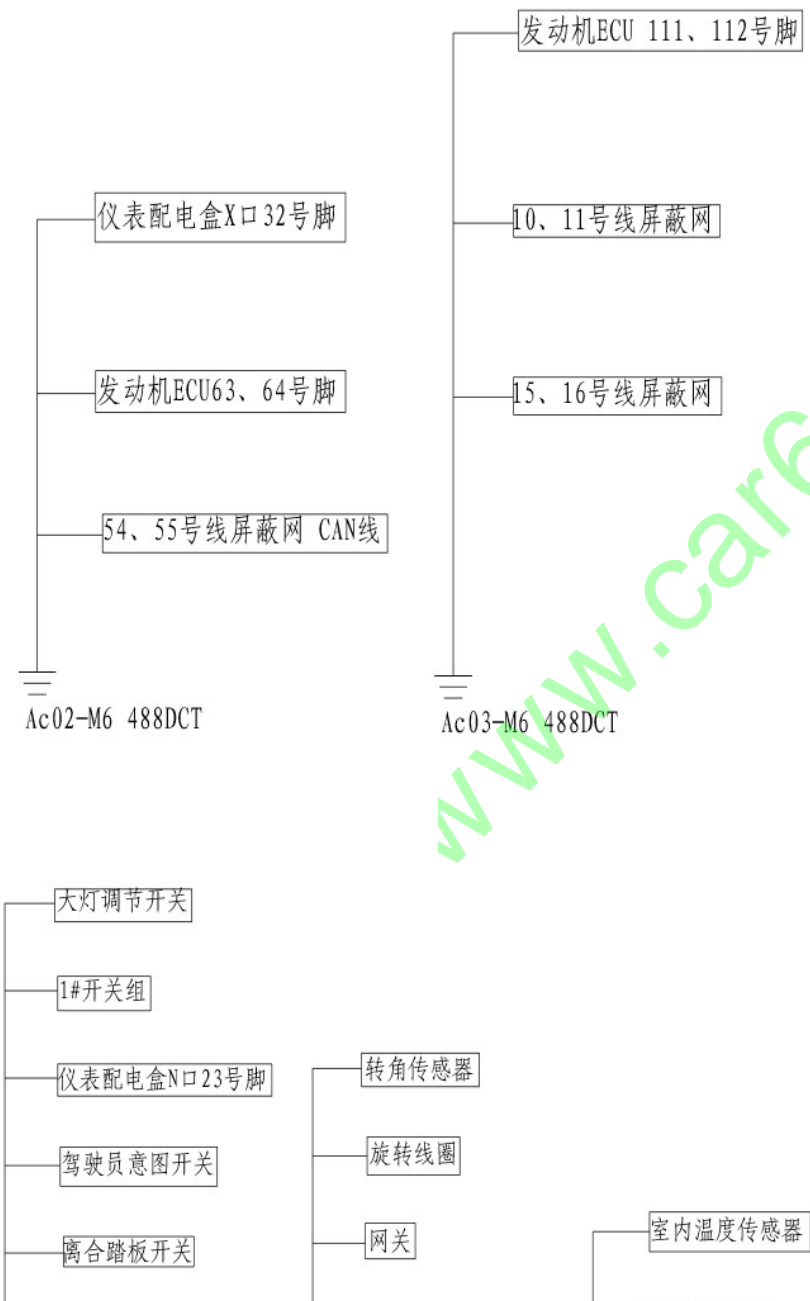 发动机ECU 111、112号脚
仪表配电盒X口32号脚
10、11号线屏蔽网
发动机ECU63、64号脚
15、16号线屏蔽网
54、55号线屏蔽网 CAN线
Ac02-M6 488DCT
Ac03-M6 488DCT
www.car6
大灯调节开关
1#开关组
仪表配电盒N口23号脚
转角传感器
驾驶员意图开关
旋转线圈
离合踏板开关
网关
室内温度传感器